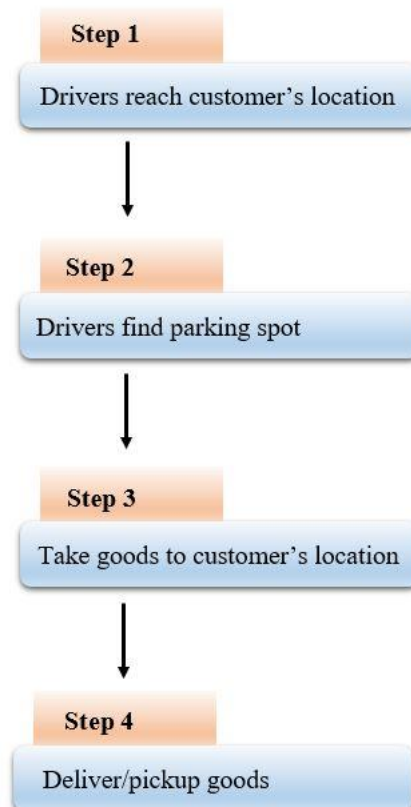 Step 1
Drivers reach customer’s location
Step 2
Drivers find parking spot
Step 3
Take goods to customer’s location
Step 4
Deliver/pickup goods